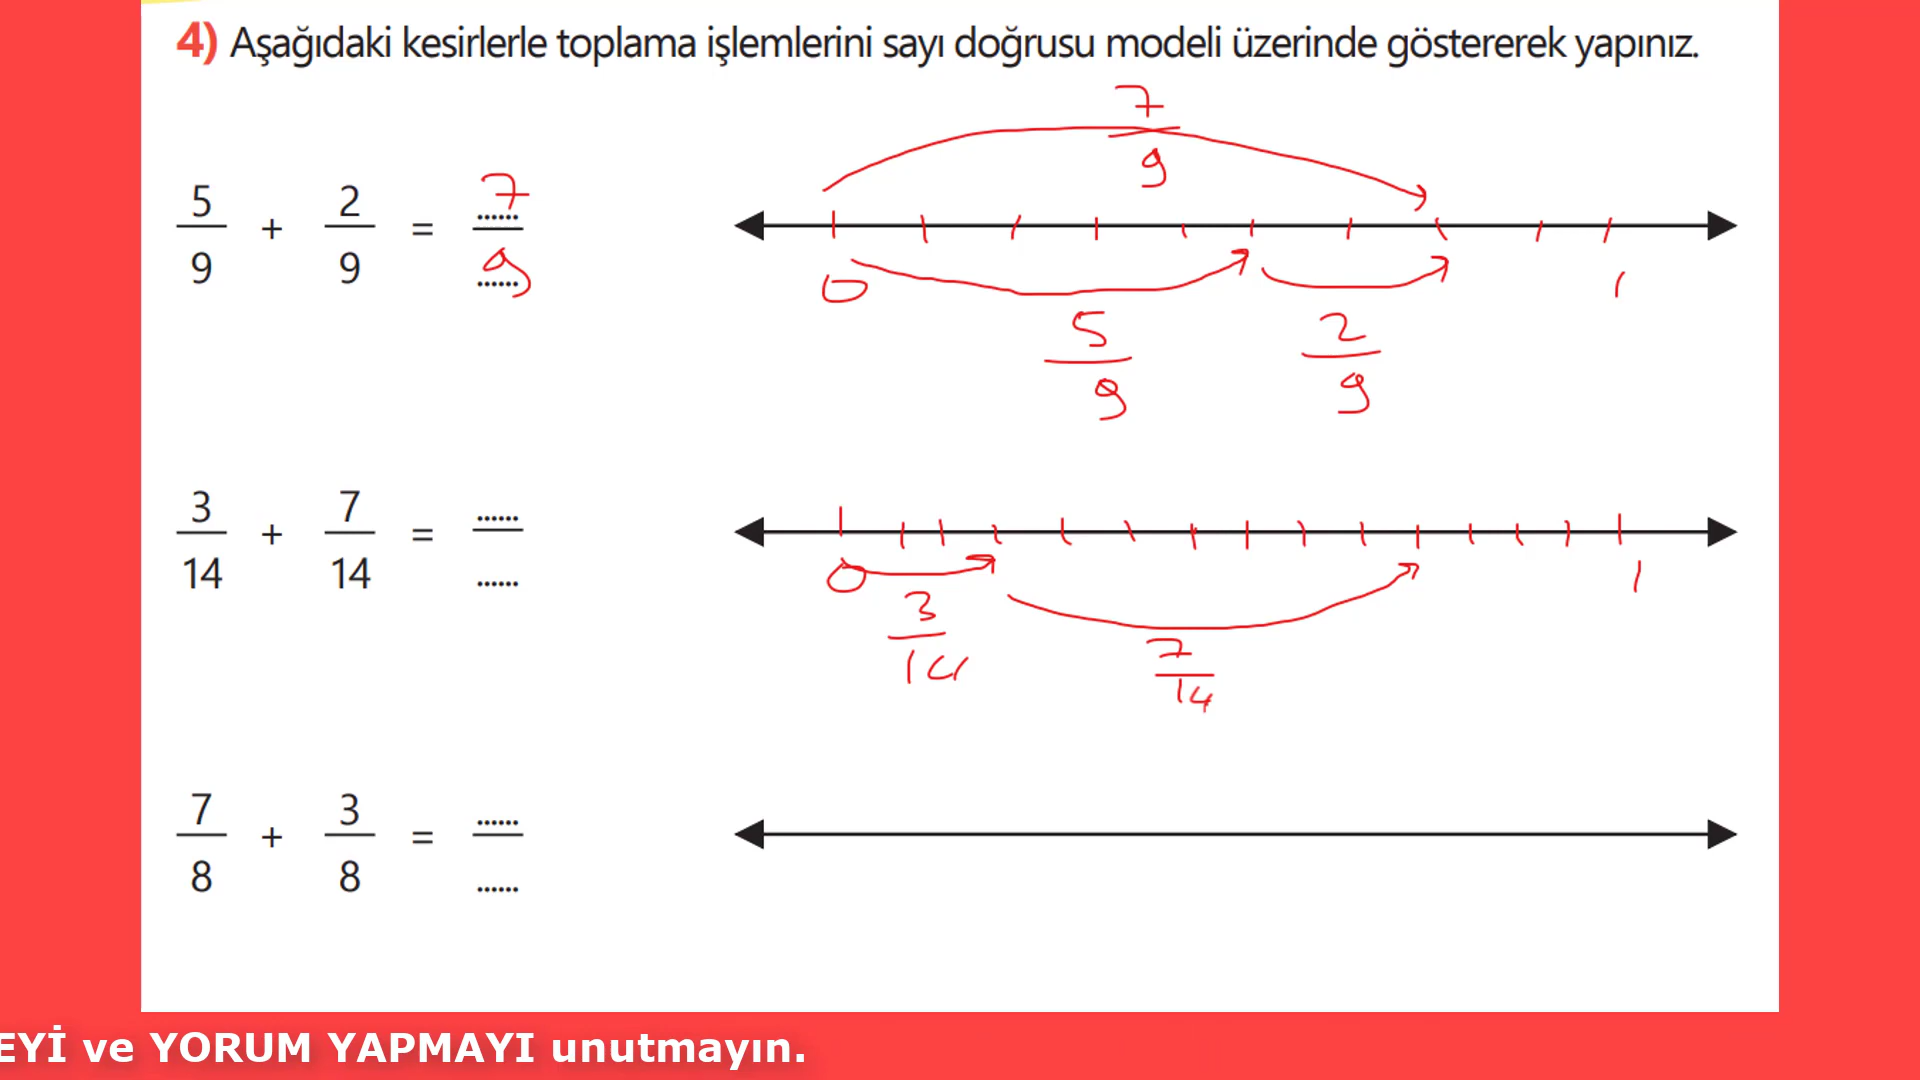 4) Aşağıdaki kesirlerle toplama işlemlerini sayı doğrusu modeli üzerinde göstererek yapınız.
7
9
5/9 + 2/9 = 7/9
0 1
5/9 2/9
3/14 + 7/14 = ...... / ......
0 1
3/14 7/14
7/8 + 3/8 = ...... / ......
EYİ ve YORUM YAPMAYI unutmayın.